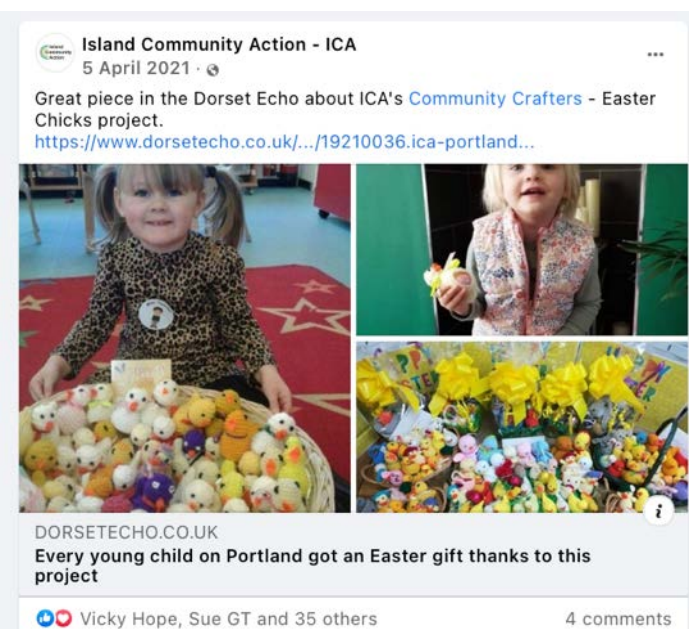 Island Community Action - ICA
5 April 2021 ·
Great piece in the Dorset Echo about ICA's Community Crafters - Easter
Chicks project.
https://www.dorsetecho.co.uk/.../19210036.ica-portland...
DORSETECHO.CO.UK
Every young child on Portland got an Easter gift thanks to this
project
Vicky Hope, Sue GT and 35 others
4 comments